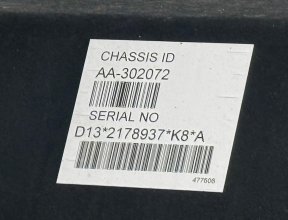 CHASSIS ID
AA-302072
SERIAL NO
D13*2178937*K8*A
477606